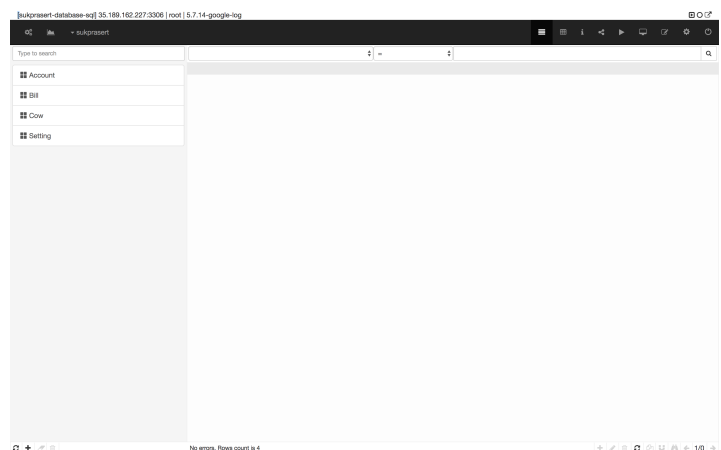 [sukprasert-database-sql] 35.189.162.227:3306 | root | 5.7.14-google-log
sukprasert
Type to search
=
Account
Bill
Cow
Setting
No errors. Rows count is 4
1/0